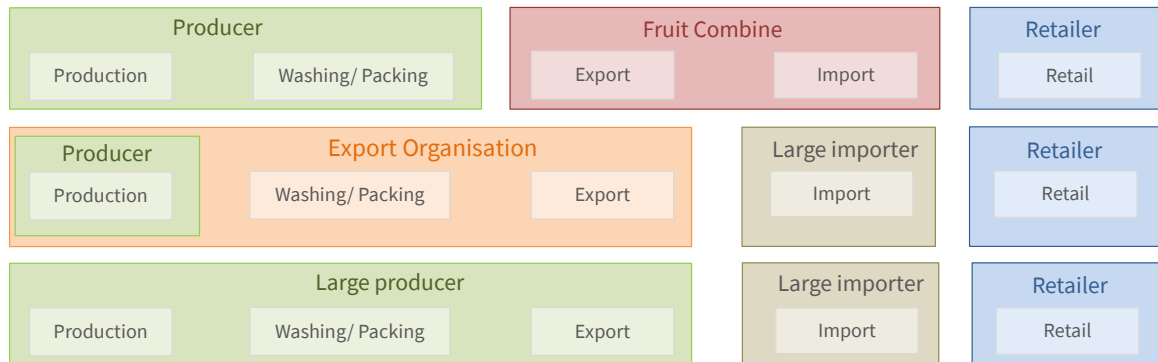 Producer
Fruit Combine
Retailer
Production
Washing/ Packing
Export
Import
Retail
Producer
Export Organisation
Large importer
Retailer
Production
Washing/ Packing
Export
Import
Retail
Large producer
Large importer
Retailer
Production
Washing/ Packing
Export
Import
Retail